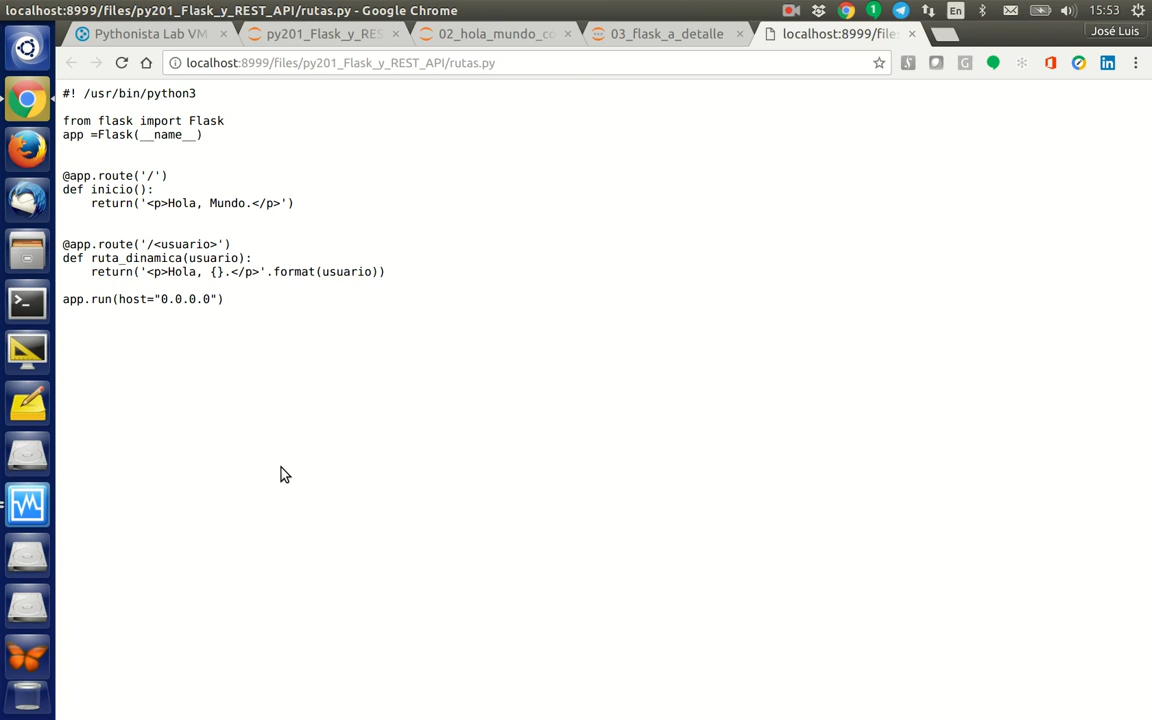 localhost:8999/files/py201_Flask_y_REST_API/rutas.py - Google Chrome
1
En
15:53
Pythonista Lab VM
py201_Flask_y_RES
02_hola_mundo_co
03_flask_a_detalle
localhost:8999/file
José Luis
localhost:8999/files/py201_Flask_y_REST_API/rutas.py
#! /usr/bin/python3
from flask import Flask
app =Flask(__name__)
@app.route('/')
def inicio():
    return('<p>Hola, Mundo.</p>')
@app.route('/<usuario>')
def ruta_dinamica(usuario):
    return('<p>Hola, {}.</p>'.format(usuario))
app.run(host="0.0.0.0")